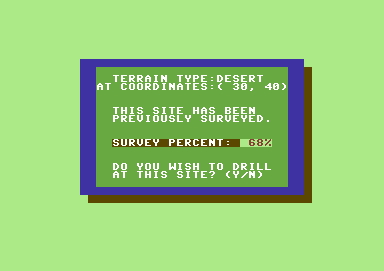 TERRAIN TYPE:DESERT
AT COORDINATES:( 30, 40)
THIS SITE HAS BEEN
PREVIOUSLY SURVEYED.
SURVEY PERCENT: 68%
DO YOU WISH TO DRILL
AT THIS SITE? (Y/N)